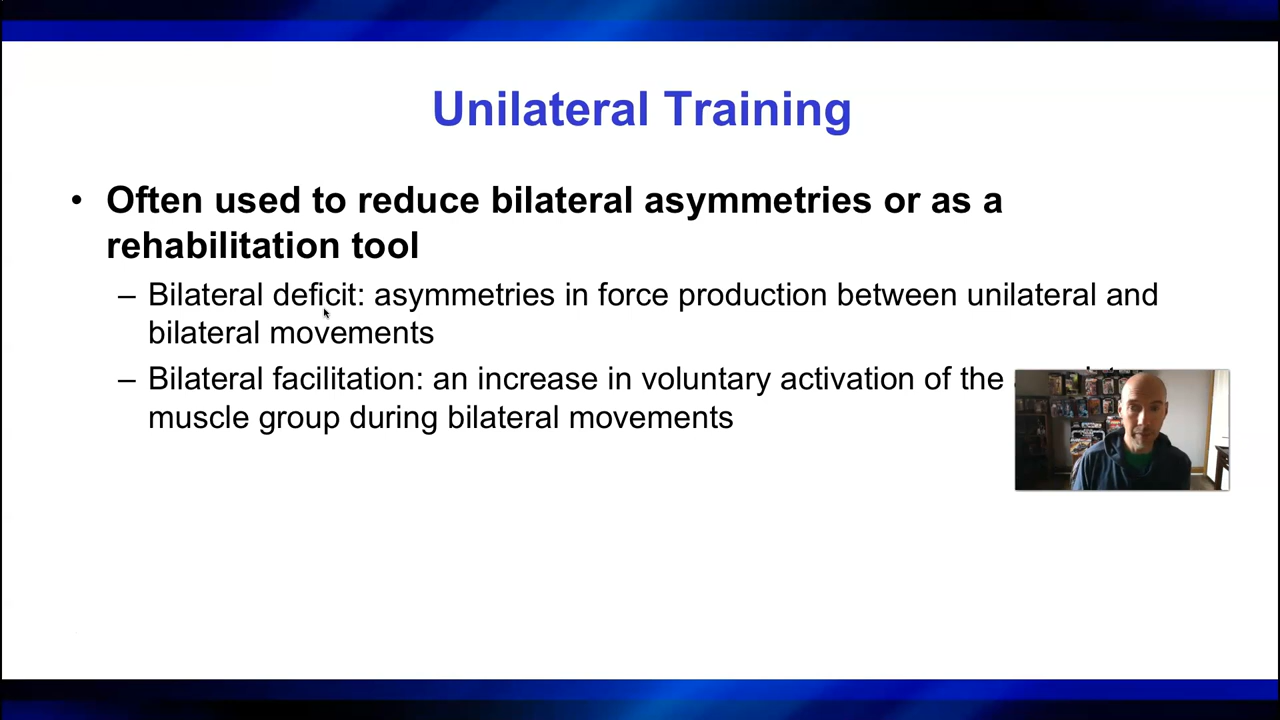 Unilateral Training
• Often used to reduce bilateral asymmetries or as a
rehabilitation tool
– Bilateral deficit: asymmetries in force production between unilateral and
bilateral movements
– Bilateral facilitation: an increase in voluntary activation of the
muscle group during bilateral movements